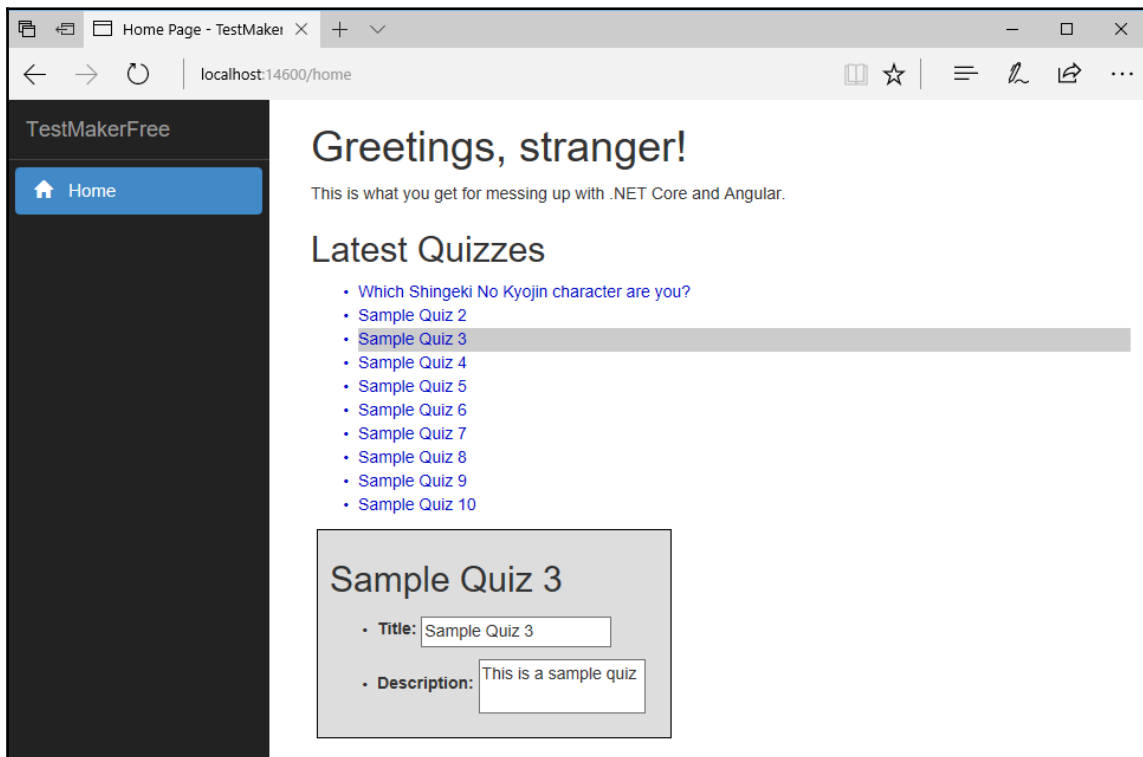 Home Page - TestMaker
localhost:14600/home
TestMakerFree
Home
Greetings, stranger!
This is what you get for messing up with .NET Core and Angular.
Latest Quizzes
• Which Shingeki No Kyojin character are you?
• Sample Quiz 2
• Sample Quiz 3
• Sample Quiz 4
• Sample Quiz 5
• Sample Quiz 6
• Sample Quiz 7
• Sample Quiz 8
• Sample Quiz 9
• Sample Quiz 10
Sample Quiz 3
• Title: Sample Quiz 3
• Description: This is a sample quiz